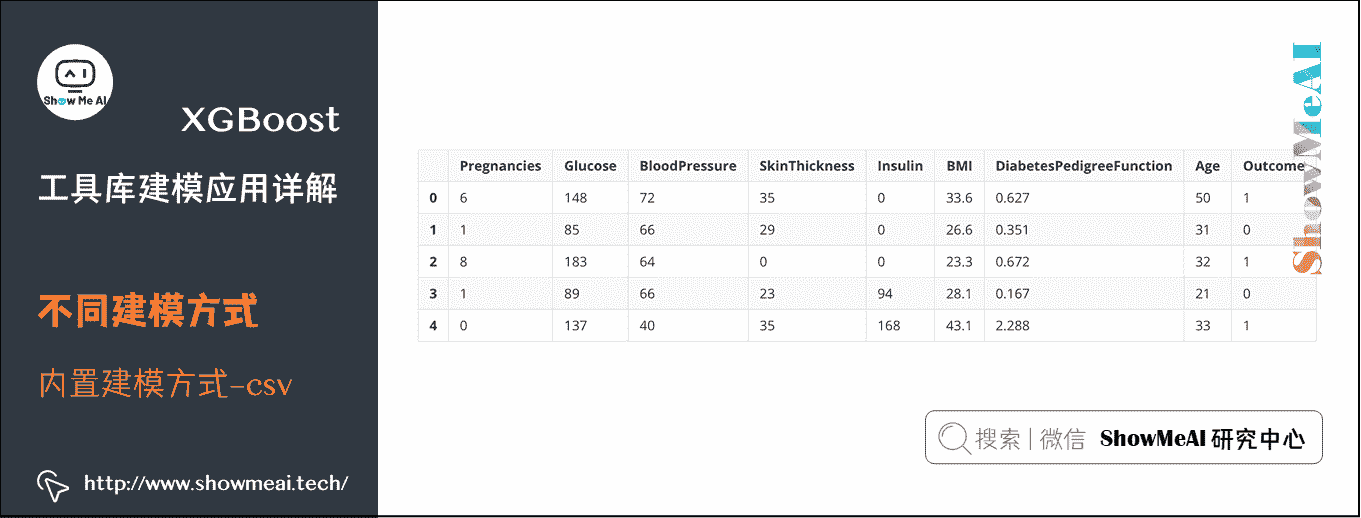 Show Me AI
XGBoost
工具库建模应用详解
不同建模方式
内置建模方式-csv
http://www.showmeai.tech/
Pregnancies Glucose BloodPressure SkinThickness Insulin BMI DiabetesPedigreeFunction Age Outcome
0 6 148 72 35 0 33.6 0.627 50 1
1 1 85 66 29 0 26.6 0.351 31 0
2 8 183 64 0 0 23.3 0.672 32 1
3 1 89 66 23 94 28.1 0.167 21 0
4 0 137 40 35 168 43.1 2.288 33 1
ShowMeAI
搜索 | 微信 ShowMeAI 研究中心